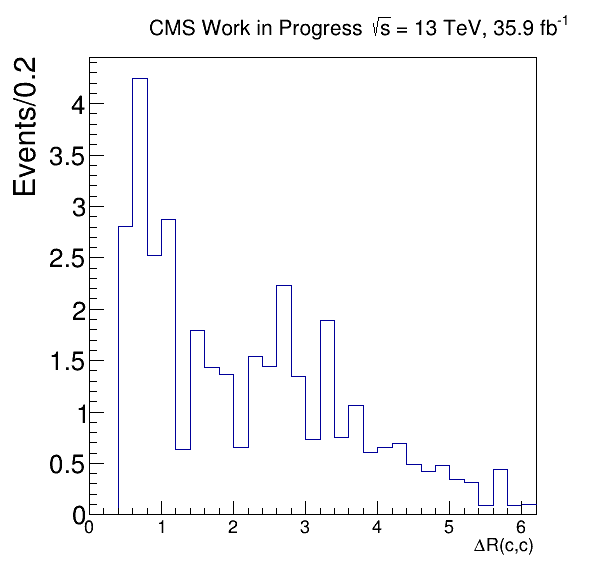 CMS Work in Progress √s = 13 TeV, 35.9 fb⁻¹
Events/0.2
4
3.5
3
2.5
2
1.5
1
0.5
0
0 1 2 3 4 5 6
ΔR(c,c)